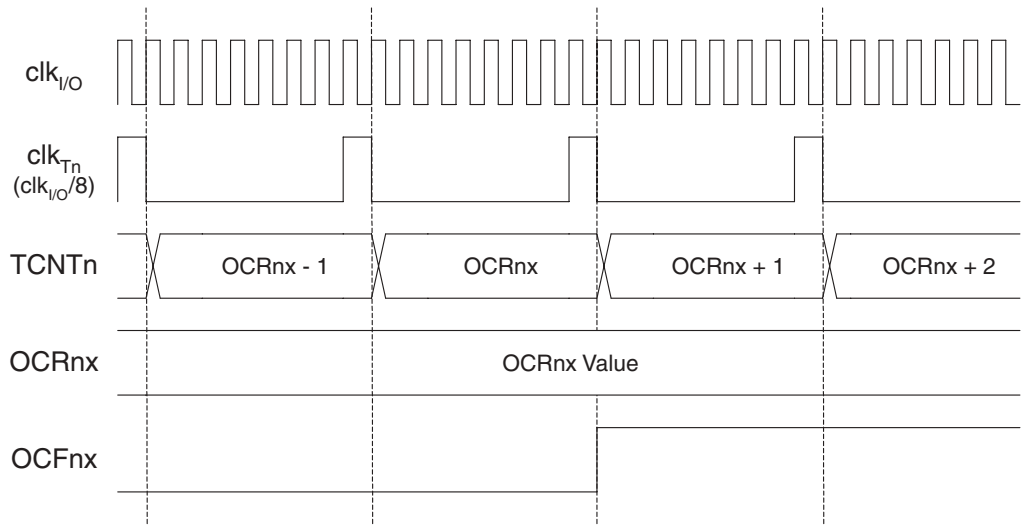 clkI/O
clkTn
(clkI/O/8)
TCNTn
OCRnx - 1
OCRnx
OCRnx + 1
OCRnx + 2
OCRnx
OCRnx Value
OCFnx